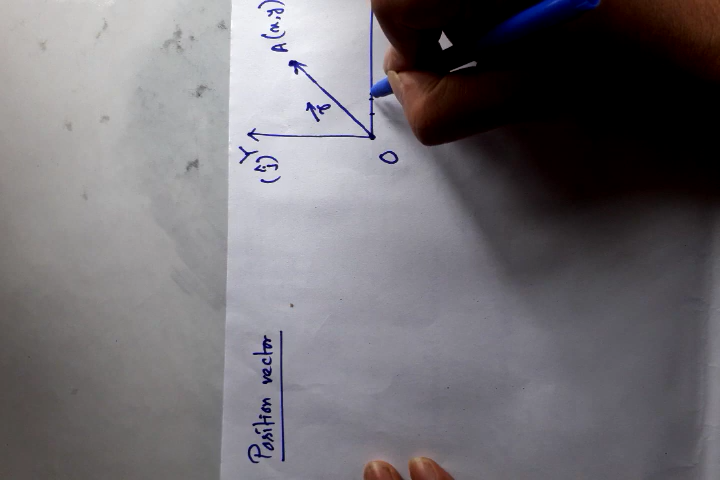 Position vector
Y
(ĵ)
A(x,y)
r⃗
O